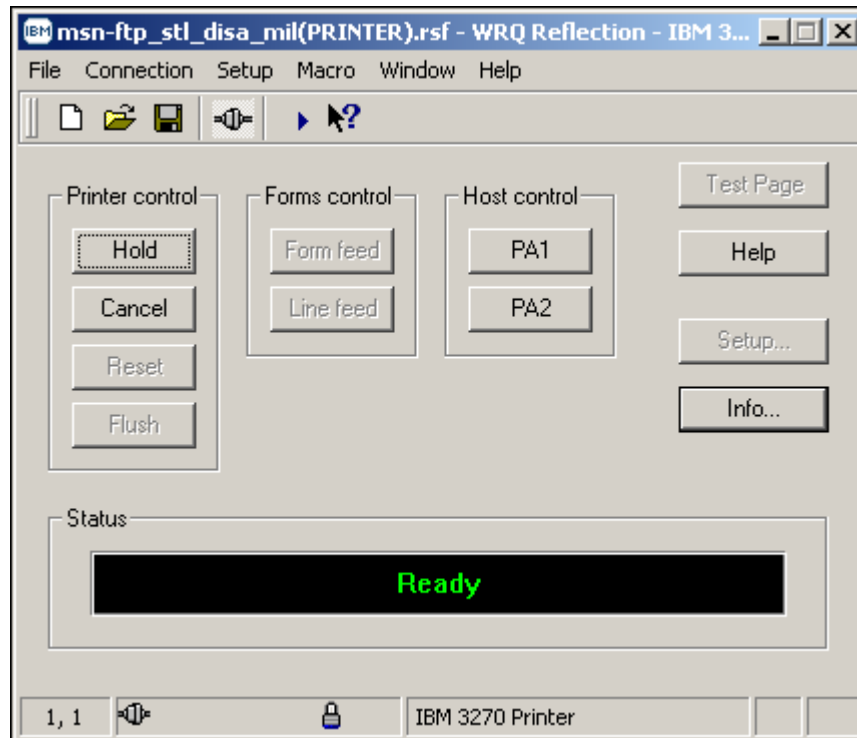 IBM msn-ftp_stl_disa_mil(PRINTER).rsf - WRQ Reflection - IBM 3...
File Connection Setup Macro Window Help
Printer control
Hold
Cancel
Reset
Flush
Forms control
Form feed
Line feed
Host control
PA1
PA2
Test Page
Help
Setup...
Info...
Status
Ready
1, 1 IBM 3270 Printer